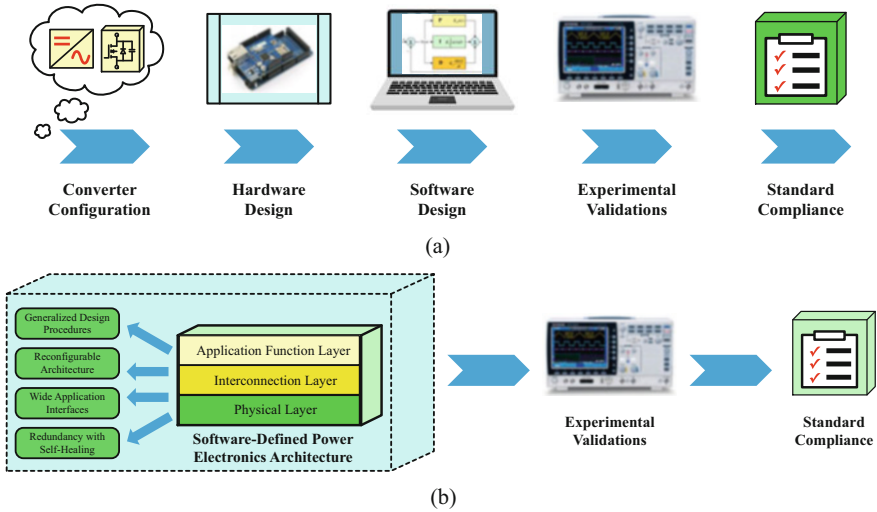 Converter
Configuration
Hardware
Design
Software
Design
Experimental
Validations
Standard
Compliance
(a)
Generalized Design
Procedures
Reconfigurable
Architecture
Wide Application
Interfaces
Redundancy with
Self-Healing
Application Function Layer
Interconnection Layer
Physical Layer
Software-Defined Power
Electronics Architecture
Experimental
Validations
Standard
Compliance
(b)